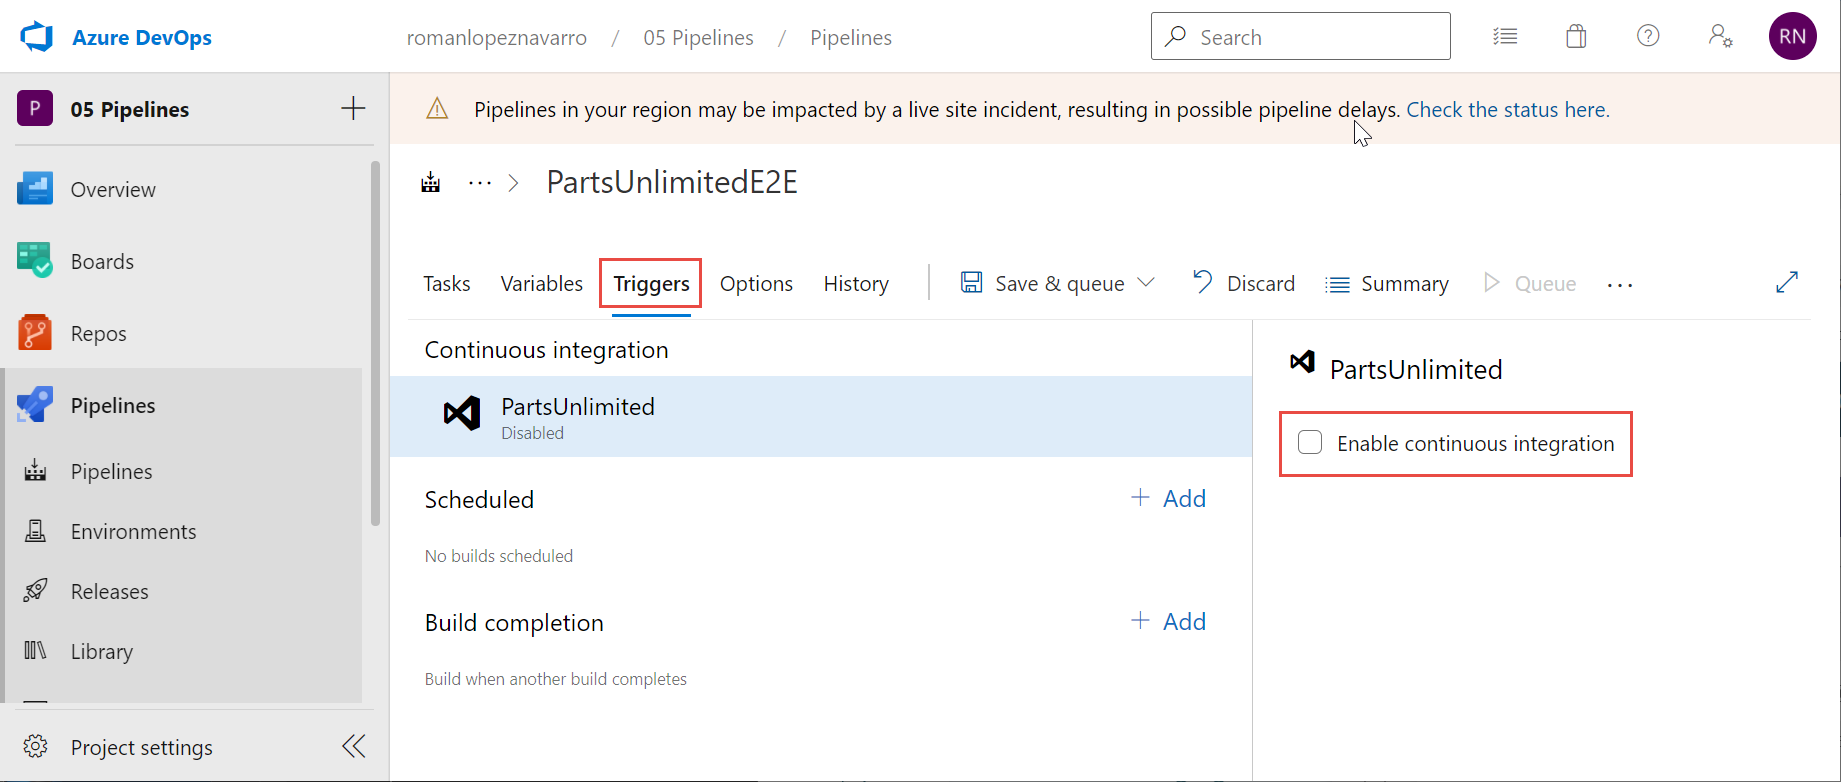 Azure DevOps
romanlopeznavarro / 05 Pipelines / Pipelines
Search
RN
P 05 Pipelines
Overview
Boards
Repos
Pipelines
Pipelines
Environments
Releases
Library
Project settings
Pipelines in your region may be impacted by a live site incident, resulting in possible pipeline delays. Check the status here.
... > PartsUnlimitedE2E
Tasks Variables Triggers Options History Save & queue Discard Summary Queue ...
Continuous integration
PartsUnlimited
Disabled
Scheduled + Add
No builds scheduled
Build completion + Add
Build when another build completes
PartsUnlimited
Enable continuous integration